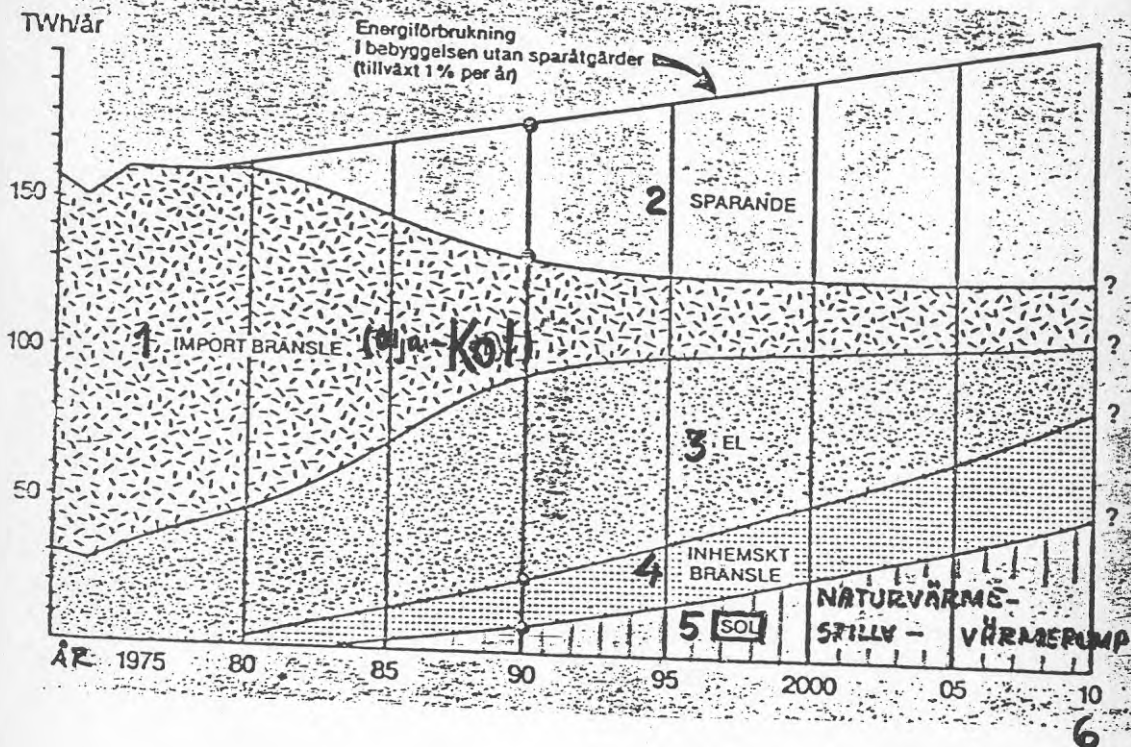 TWh/år
Energiförbrukning
i bebyggelsen utan sparåtgärder
(tillväxt 1% per år)
150
2 SPARANDE
?
100
1 IMPORT BRÄNSLE (olja-Kol)
?
3 EL
?
50
?
4 INHEMSKT
BRÄNSLE
5 SOL
NATURVÄRME-
VÄRMEPUMP
ÅR 1975 80 85 90 95 2000 05 10
6